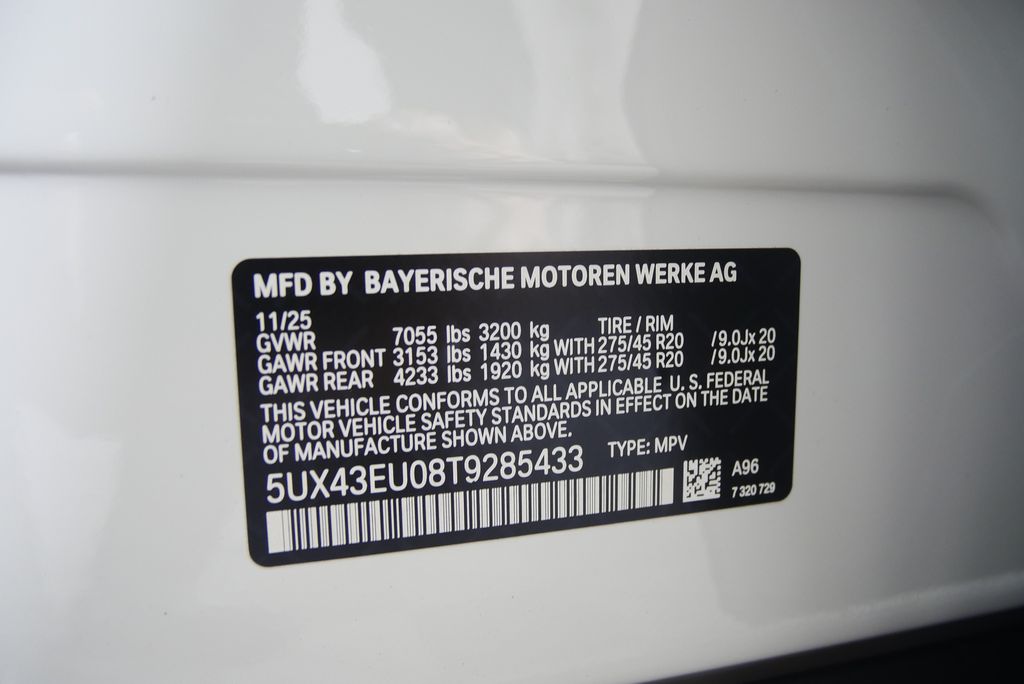 MFD BY BAYERISCHE MOTOREN WERKE AG
11/25 TIRE / RIM
GVWR 7055 lbs 3200 kg
GAWR FRONT 3153 lbs 1430 kg WITH 275/45 R20 /9.0Jx 20
GAWR REAR 4233 lbs 1920 kg WITH 275/45 R20 /9.0Jx 20
THIS VEHICLE CONFORMS TO ALL APPLICABLE U. S. FEDERAL
MOTOR VEHICLE SAFETY STANDARDS IN EFFECT ON THE DATE
OF MANUFACTURE SHOWN ABOVE.
5UX43EU08T9285433 TYPE: MPV
A96
7 320 729